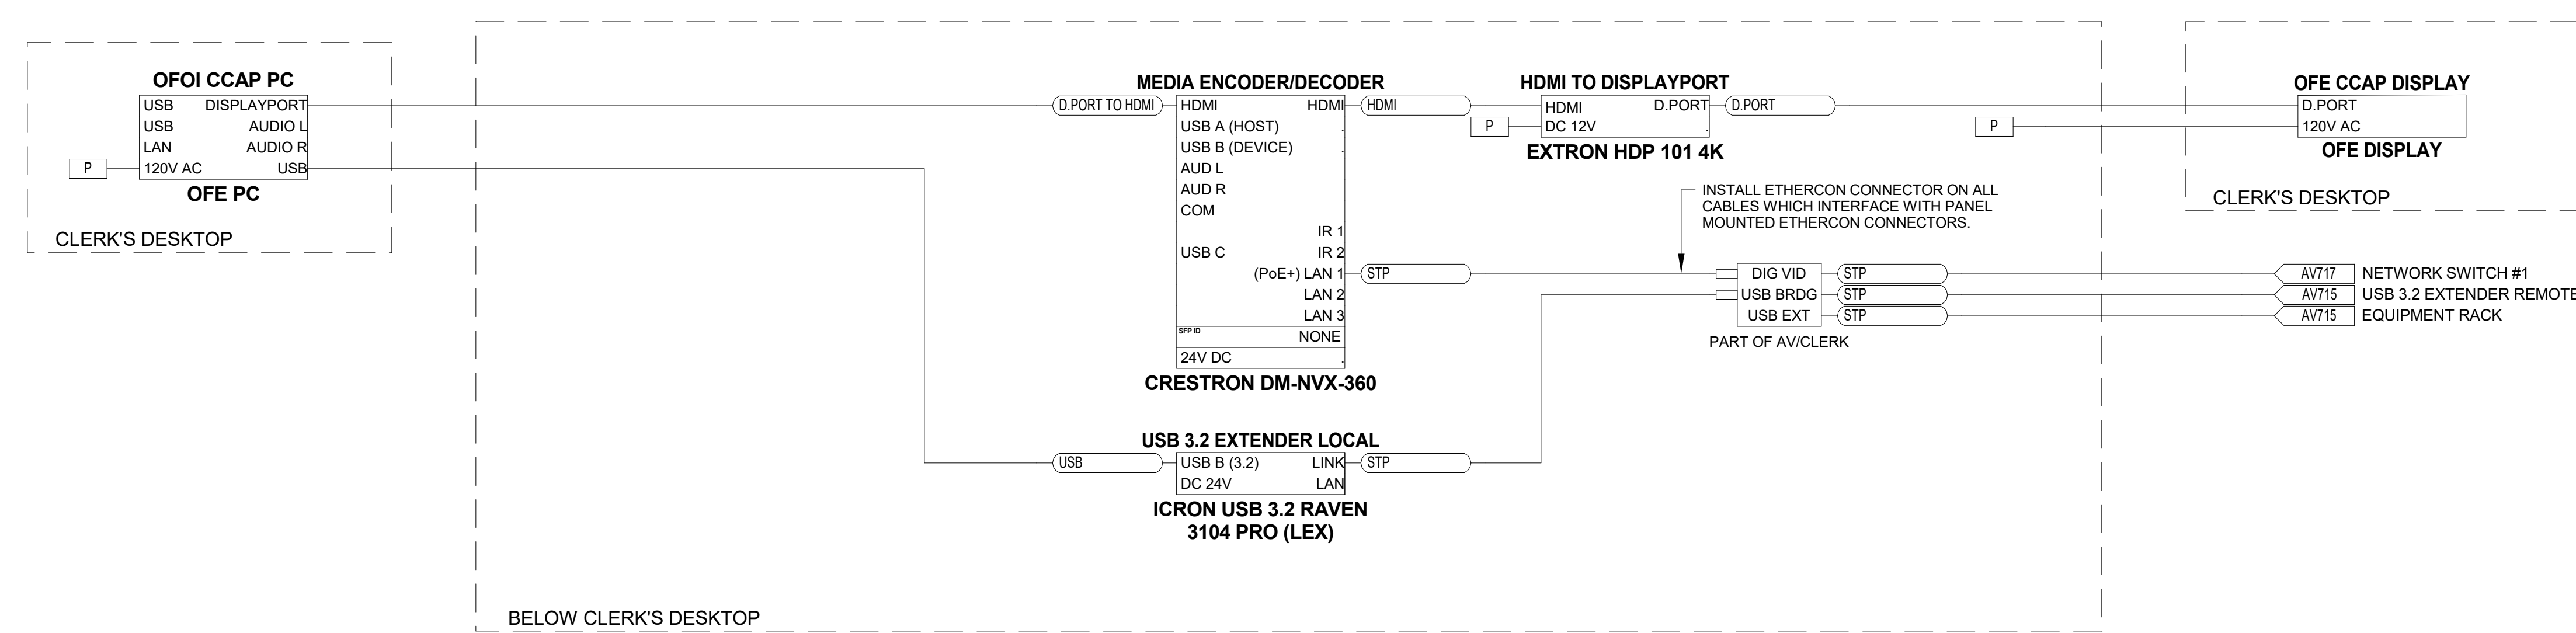 OFOI CCAP PC
USB DISPLAYPORT
USB AUDIO L
LAN AUDIO R
P 120V AC USB
OFE PC
CLERK'S DESKTOP
MEDIA ENCODER/DECODER
D.PORT TO HDMI HDMI HDMI HDMI
USB A (HOST) .
USB B (DEVICE) .
AUD L
AUD R
COM
IR 1
USB C IR 2
(PoE+) LAN 1 STP
LAN 2
LAN 3
SFP ID NONE
24V DC .
CRESTRON DM-NVX-360
HDMI TO DISPLAYPORT
HDMI D.PORT D.PORT
P DC 12V .
EXTRON HDP 101 4K
INSTALL ETHERCON CONNECTOR ON ALL
CABLES WHICH INTERFACE WITH PANEL
MOUNTED ETHERCON CONNECTORS.
DIG VID STP
USB BRDG STP
USB EXT STP
PART OF AV/CLERK
USB 3.2 EXTENDER LOCAL
USB USB B (3.2) LINK STP
DC 24V LAN
ICRON USB 3.2 RAVEN
3104 PRO (LEX)
BELOW CLERK'S DESKTOP
OFE CCAP DISPLAY
D.PORT
P 120V AC
OFE DISPLAY
CLERK'S DESKTOP
AV717 NETWORK SWITCH #1
AV715 USB 3.2 EXTENDER REMOTE
AV715 EQUIPMENT RACK